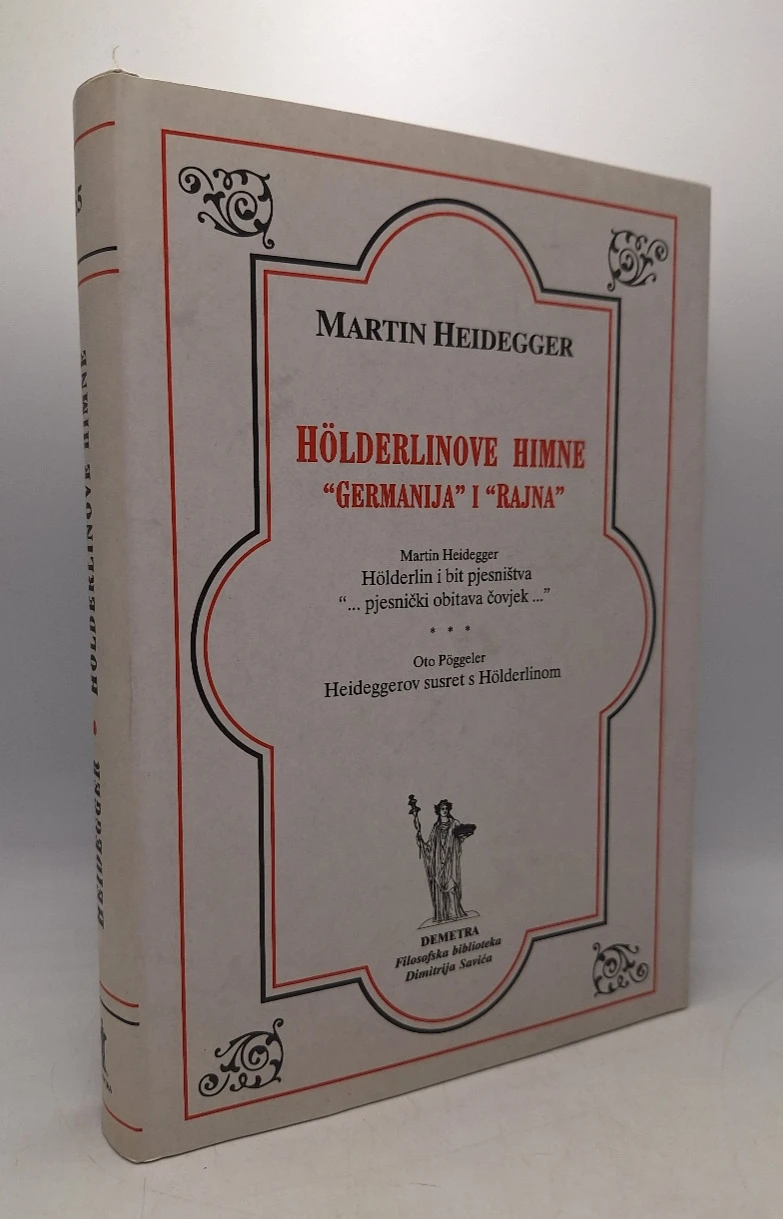 MARTIN HEIDEGGER
HÖLDERLINOVE HIMNE
“GERMANIJA” I “RAJNA”
Martin Heidegger
Hölderlin i bit pjesništva
“... pjesnički obitava čovjek ...”
* * *
Oto Pöggeler
Heideggerov susret s Hölderlinom
DEMETRA
Filosofska biblioteka
Dimitrija Savića
HEIDEGGER • HÖLDERLINOVE HIMNE